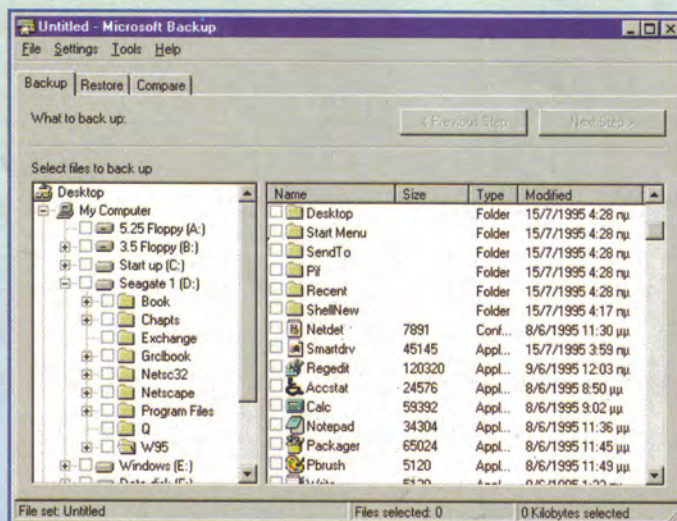 Untitled - Microsoft Backup
File Settings Tools Help
Backup Restore Compare
What to back up:
< Previous Step Next Step >
Select files to back up
Desktop
My Computer
5.25 Floppy (A:)
3.5 Floppy (B:)
Start up (C:)
Seagate 1 (D:)
Book
Chapts
Exchange
Grclbook
Netsc32
Netscape
Program Files
Q
W95
Windows (E:)
Name Size Type Modified
Desktop Folder 15/7/1995 4:28 πμ
Start Menu Folder 15/7/1995 4:28 πμ
SendTo Folder 15/7/1995 4:28 πμ
Pif Folder 15/7/1995 4:28 πμ
Recent Folder 15/7/1995 4:28 πμ
ShellNew Folder 15/7/1995 4:17 πμ
Netdet 7891 Conf... 8/6/1995 11:30 μμ
Smartdrv 45145 Appl... 15/7/1995 3:59 πμ
Regedit 120320 Appl... 9/6/1995 12:03 πμ
Accstat 24576 Appl... 8/6/1995 8:50 μμ
Calc 59392 Appl... 8/6/1995 9:02 μμ
Notepad 34304 Appl... 8/6/1995 11:36 μμ
Packager 65024 Appl... 8/6/1995 11:45 μμ
Pbrush 5120 Appl... 8/6/1995 11:49 μμ
File set: Untitled Files selected: 0 0 Kilobytes selected